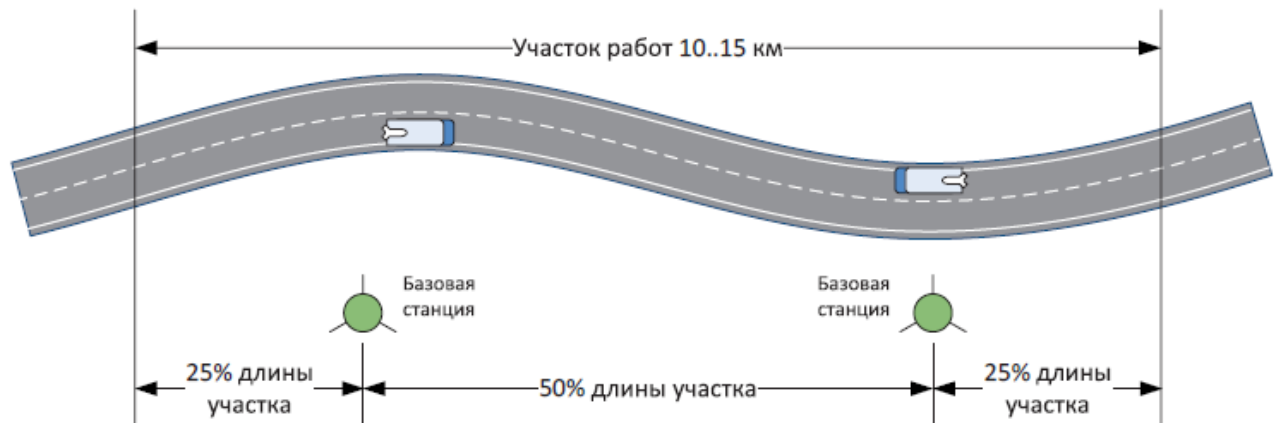 Участок работ 10..15 км
Базовая
станция
Базовая
станция
25% длины
участка
50% длины участка
25% длины
участка